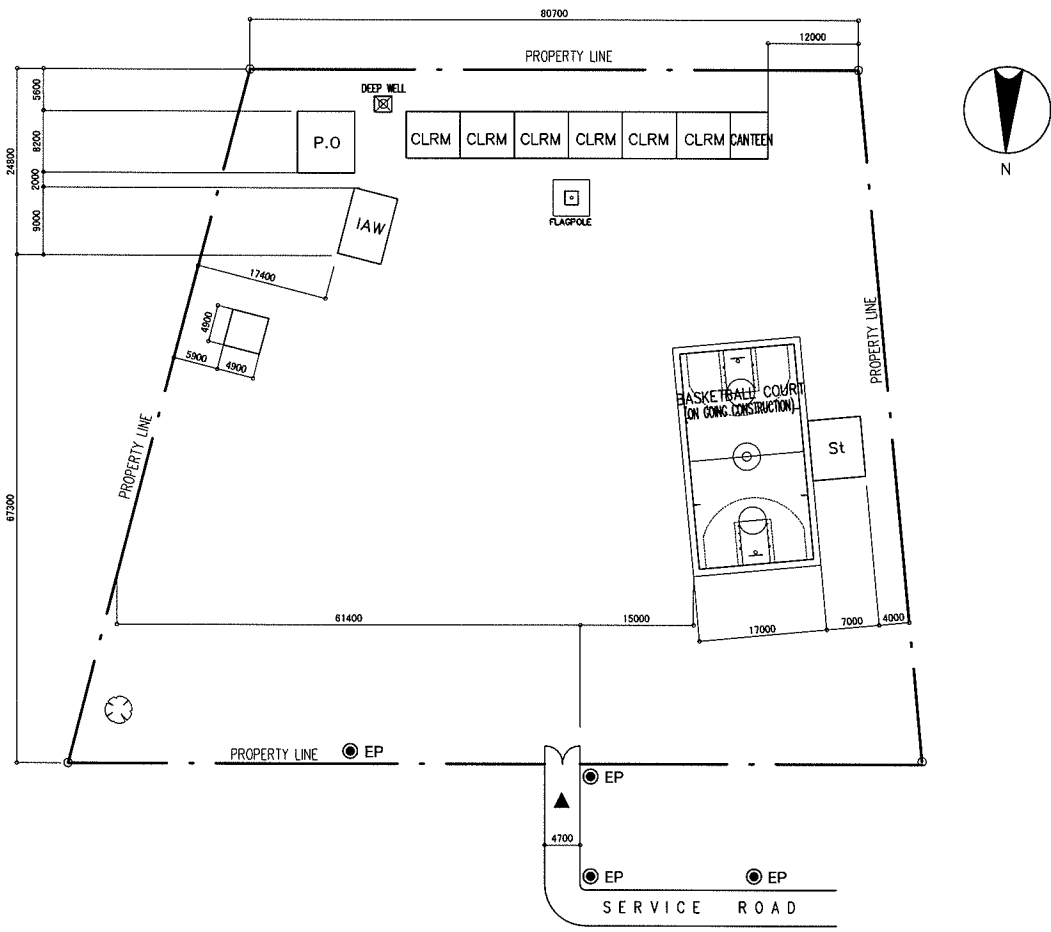 80700
12000
PROPERTY LINE
5600
DEEP WELL
P.O
CLRM CLRM CLRM CLRM CLRM CLRM CANTEEN
8200
24800
2000
N
FLAGPOLE
9000
IAW
17400
4900
5900
4900
PROPERTY LINE
BASKETBALL COURT
(ON GOING CONSTRUCTION)
St
PROPERTY LINE
67300
61400
15000
17000
7000
4000
PROPERTY LINE
EP
EP
4700
EP
EP
SERVICE ROAD